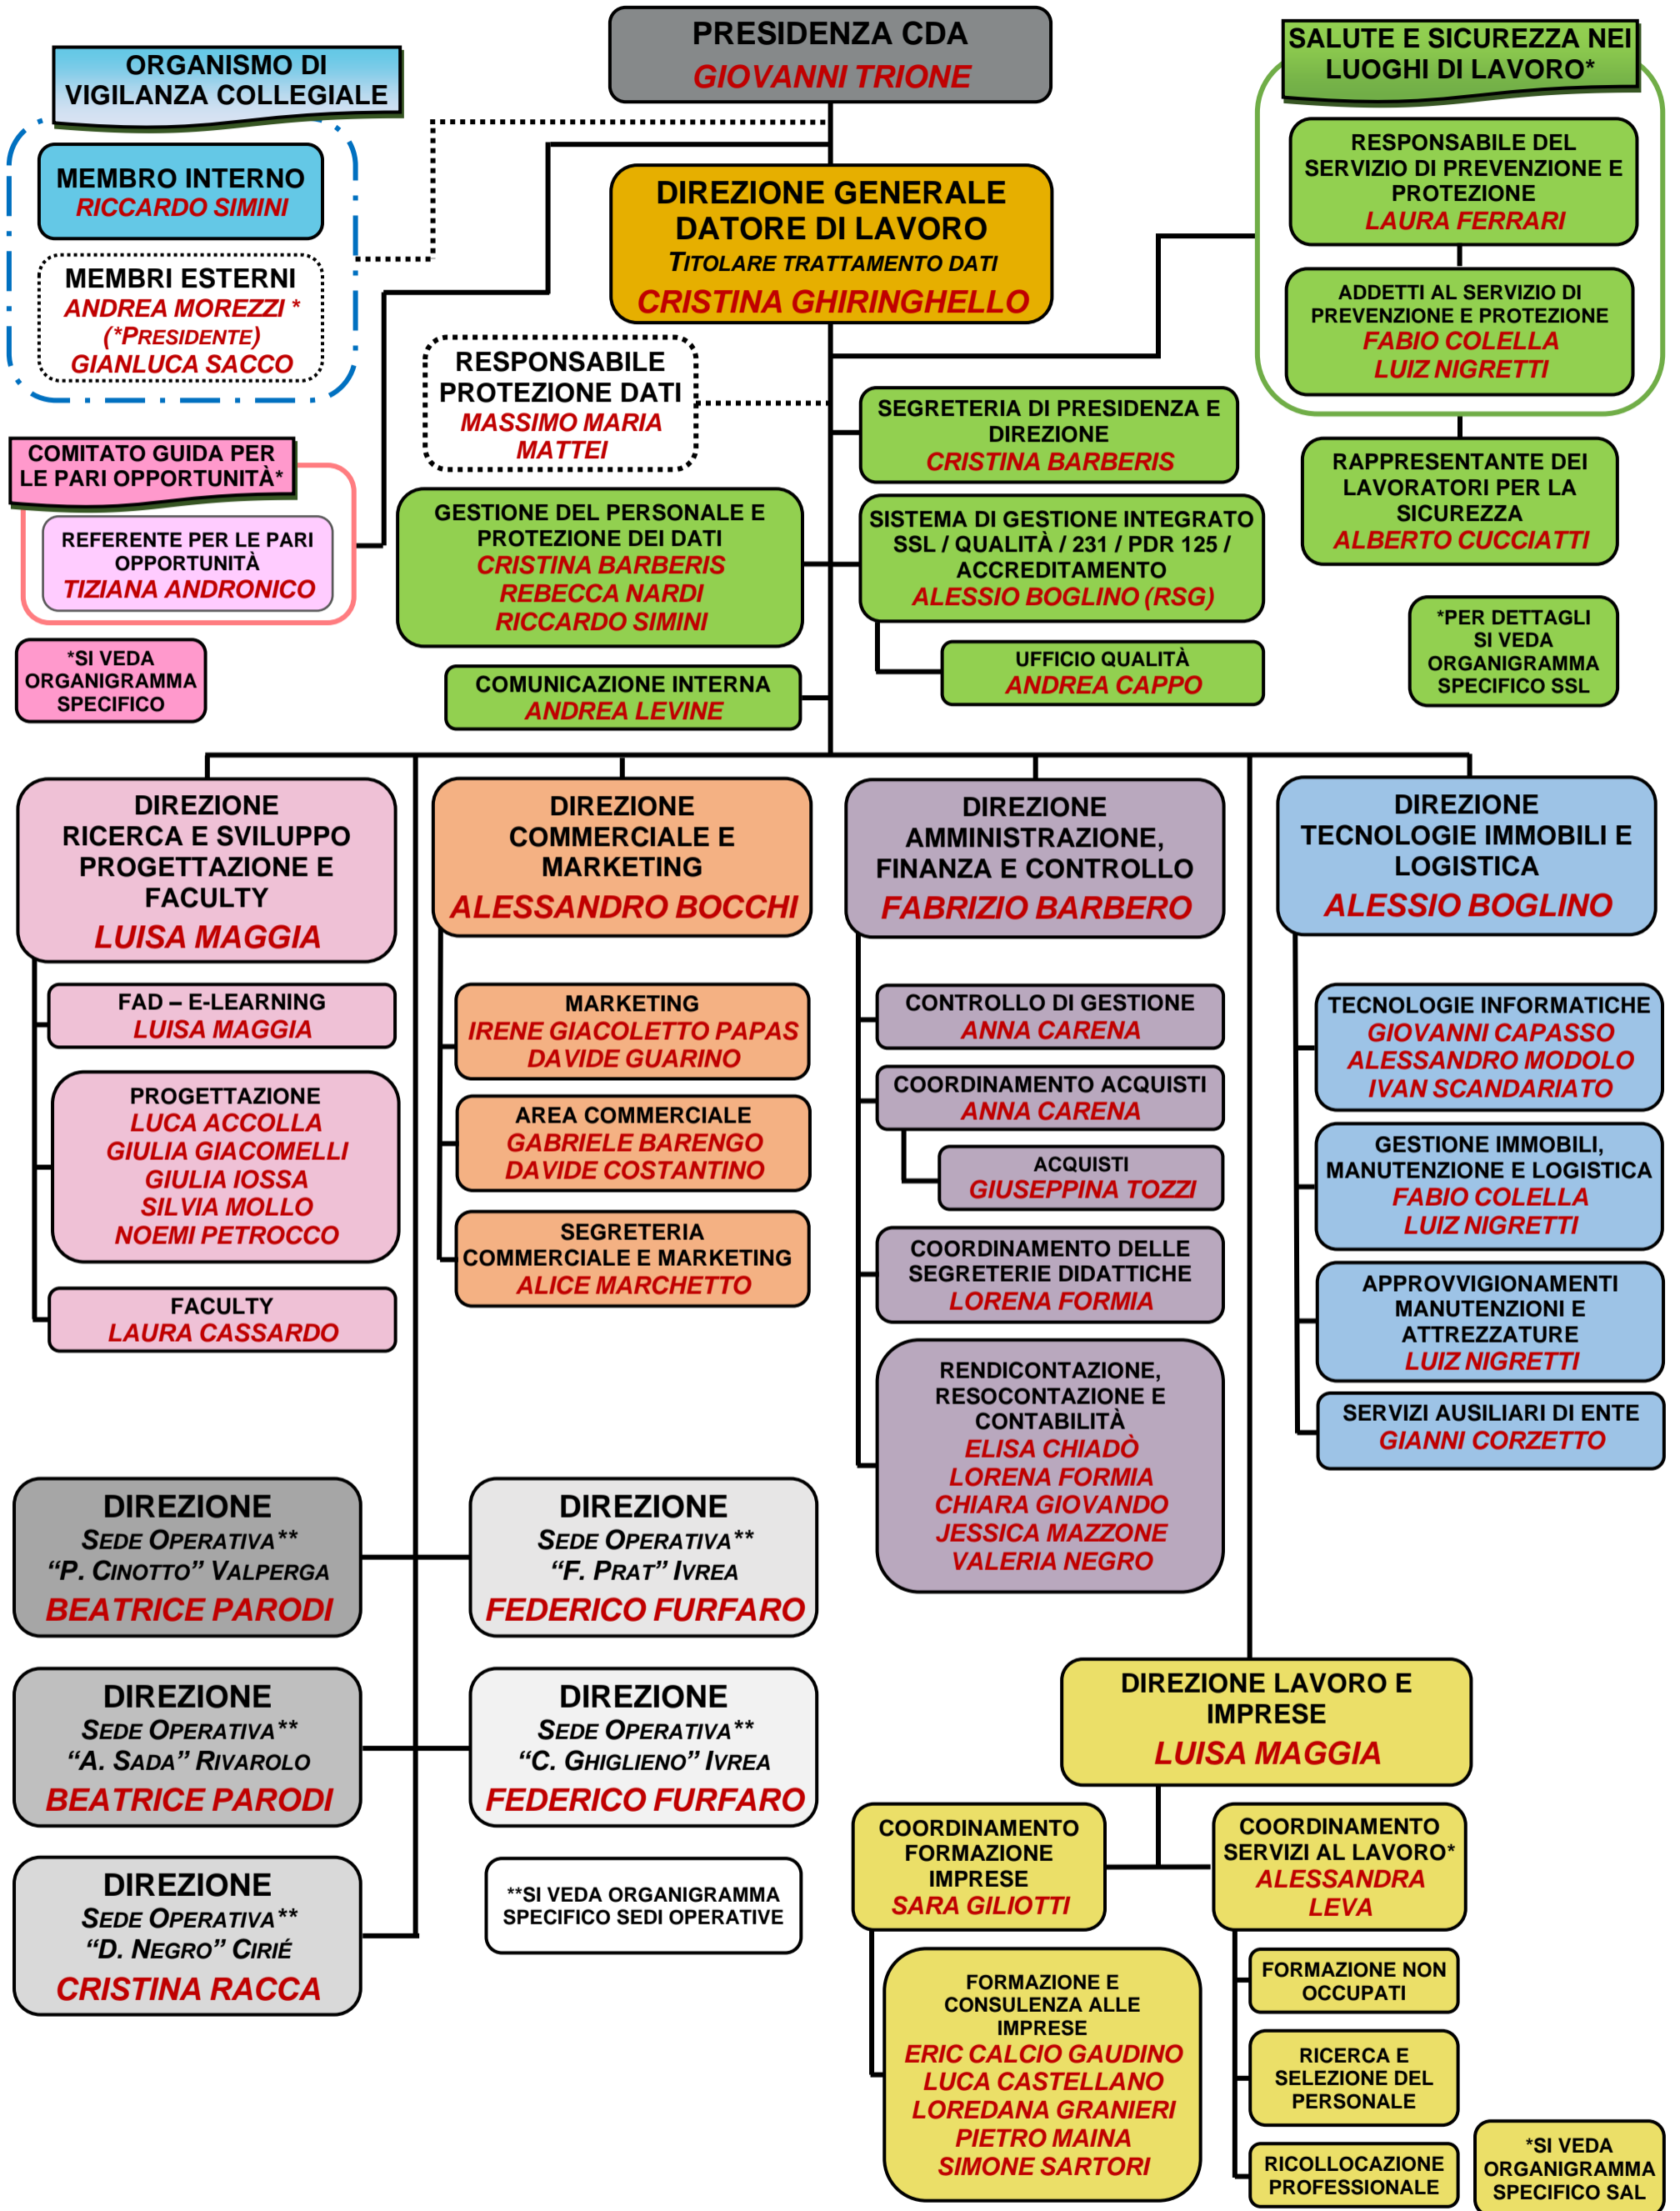 PRESIDENZA CDA
GIOVANNI TRIONE
ORGANISMO DI
VIGILANZA COLLEGIALE
MEMBRO INTERNO
RICCARDO SIMINI
MEMBRI ESTERNI
ANDREA MOREZZI *
(*PRESIDENTE)
GIANLUCA SACCO
SALUTE E SICUREZZA NEI
LUOGHI DI LAVORO*
RESPONSABILE DEL
SERVIZIO DI PREVENZIONE E
PROTEZIONE
LAURA FERRARI
ADDETTI AL SERVIZIO DI
PREVENZIONE E PROTEZIONE
FABIO COLELLA
LUIZ NIGRETTI
RAPPRESENTANTE DEI
LAVORATORI PER LA
SICUREZZA
ALBERTO CUCCIATTI
*PER DETTAGLI
SI VEDA
ORGANIGRAMMA
SPECIFICO SSL
DIREZIONE GENERALE
DATORE DI LAVORO
TITOLARE TRATTAMENTO DATI
CRISTINA GHIRINGHELLO
RESPONSABILE
PROTEZIONE DATI
MASSIMO MARIA
MATTEI
COMITATO GUIDA PER
LE PARI OPPORTUNITÀ*
REFERENTE PER LE PARI
OPPORTUNITÀ
TIZIANA ANDRONICO
*SI VEDA
ORGANIGRAMMA
SPECIFICO
SEGRETERIA DI PRESIDENZA E
DIREZIONE
CRISTINA BARBERIS
GESTIONE DEL PERSONALE E
PROTEZIONE DEI DATI
CRISTINA BARBERIS
REBECCA NARDI
RICCARDO SIMINI
SISTEMA DI GESTIONE INTEGRATO
SSL / QUALITÀ / 231 / PDR 125 /
ACCREDITAMENTO
ALESSIO BOGLINO (RSG)
UFFICIO QUALITÀ
ANDREA CAPPO
COMUNICAZIONE INTERNA
ANDREA LEVINE
DIREZIONE
RICERCA E SVILUPPO
PROGETTAZIONE E
FACULTY
LUISA MAGGIA
FAD – E-LEARNING
LUISA MAGGIA
PROGETTAZIONE
LUCA ACCOLLA
GIULIA GIACOMELLI
GIULIA IOSSA
SILVIA MOLLO
NOEMI PETROCCO
FACULTY
LAURA CASSARDO
DIREZIONE
COMMERCIALE E
MARKETING
ALESSANDRO BOCCHI
MARKETING
IRENE GIACOLETTO PAPAS
DAVIDE GUARINO
AREA COMMERCIALE
GABRIELE BARENGO
DAVIDE COSTANTINO
SEGRETERIA
COMMERCIALE E MARKETING
ALICE MARCHETTO
DIREZIONE
AMMINISTRAZIONE,
FINANZA E CONTROLLO
FABRIZIO BARBERO
CONTROLLO DI GESTIONE
ANNA CARENA
COORDINAMENTO ACQUISTI
ANNA CARENA
ACQUISTI
GIUSEPPINA TOZZI
COORDINAMENTO DELLE
SEGRETERIE DIDATTICHE
LORENA FORMIA
RENDICONTAZIONE,
RESOCONTAZIONE E
CONTABILITÀ
ELISA CHIADÒ
LORENA FORMIA
CHIARA GIOVANDO
JESSICA MAZZONE
VALERIA NEGRO
DIREZIONE
TECNOLOGIE IMMOBILI E
LOGISTICA
ALESSIO BOGLINO
TECNOLOGIE INFORMATICHE
GIOVANNI CAPASSO
ALESSANDRO MODOLO
IVAN SCANDARIATO
GESTIONE IMMOBILI,
MANUTENZIONE E LOGISTICA
FABIO COLELLA
LUIZ NIGRETTI
APPROVVIGIONAMENTI
MANUTENZIONI E
ATTREZZATURE
LUIZ NIGRETTI
SERVIZI AUSILIARI DI ENTE
GIANNI CORZETTO
DIREZIONE
SEDE OPERATIVA**
“P. CINOTTO” VALPERGA
BEATRICE PARODI
DIREZIONE
SEDE OPERATIVA**
“F. PRAT” IVREA
FEDERICO FURFARO
DIREZIONE
SEDE OPERATIVA**
“A. SADA” RIVAROLO
BEATRICE PARODI
DIREZIONE
SEDE OPERATIVA**
“C. GHIGLIENO” IVREA
FEDERICO FURFARO
DIREZIONE
SEDE OPERATIVA**
“D. NEGRO” CIRIÉ
CRISTINA RACCA
**SI VEDA ORGANIGRAMMA
SPECIFICO SEDI OPERATIVE
DIREZIONE LAVORO E
IMPRESE
LUISA MAGGIA
COORDINAMENTO
FORMAZIONE
IMPRESE
SARA GILIOTTI
FORMAZIONE E
CONSULENZA ALLE
IMPRESE
ERIC CALCIO GAUDINO
LUCA CASTELLANO
LOREDANA GRANIERI
PIETRO MAINA
SIMONE SARTORI
COORDINAMENTO
SERVIZI AL LAVORO*
ALESSANDRA
LEVA
FORMAZIONE NON
OCCUPATI
RICERCA E
SELEZIONE DEL
PERSONALE
RICOLLOCAZIONE
PROFESSIONALE
*SI VEDA
ORGANIGRAMMA
SPECIFICO SAL